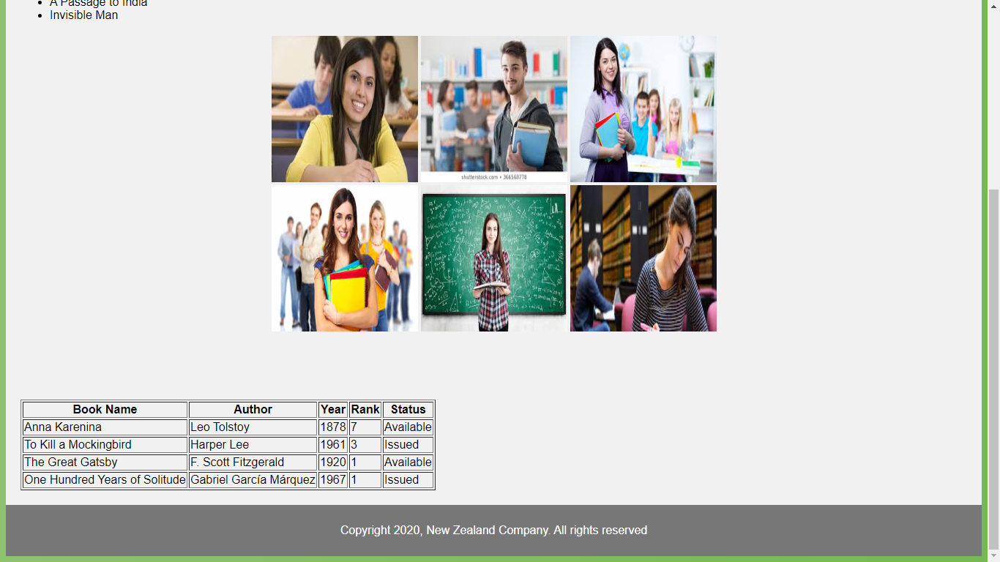 A Passage to India
Invisible Man
shutterstock.com • 366568778
Book Name Author Year Rank Status
Anna Karenina Leo Tolstoy 1878 7 Available
To Kill a Mockingbird Harper Lee 1961 3 Issued
The Great Gatsby F. Scott Fitzgerald 1920 1 Available
One Hundred Years of Solitude Gabriel García Márquez 1967 1 Issued
Copyright 2020, New Zealand Company. All rights reserved